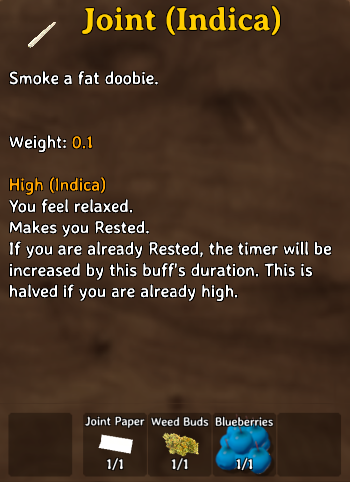 Joint (Indica)
Smoke a fat doobie.
Weight: 0.1
High (Indica)
You feel relaxed.
Makes you Rested.
If you are already Rested, the timer will be
increased by this buff's duration. This is
halved if you are already high.
Joint Paper Weed Buds Blueberries
1/1 1/1 1/1